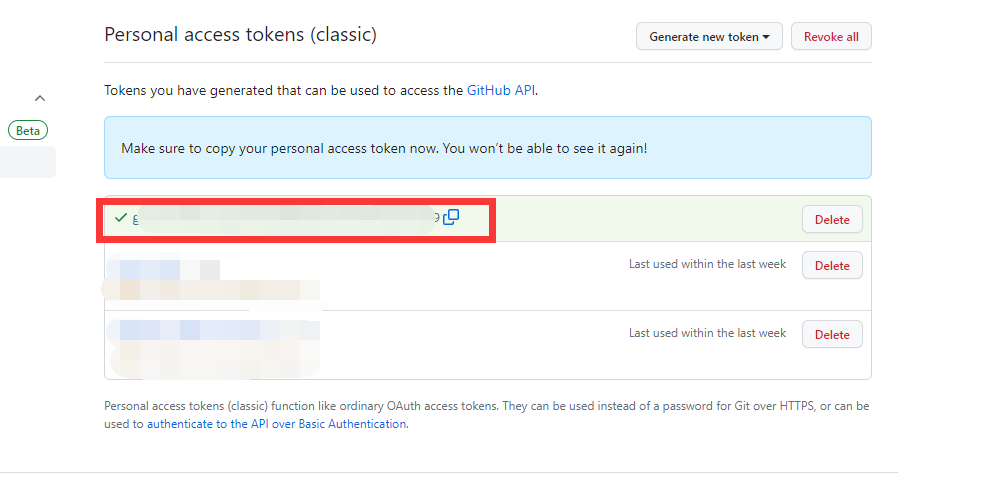 Personal access tokens (classic)
Generate new token
Revoke all
Tokens you have generated that can be used to access the GitHub API.
Beta
Make sure to copy your personal access token now. You won’t be able to see it again!
Delete
Last used within the last week
Delete
Last used within the last week
Delete
Personal access tokens (classic) function like ordinary OAuth access tokens. They can be used instead of a password for Git over HTTPS, or can be
used to authenticate to the API over Basic Authentication.